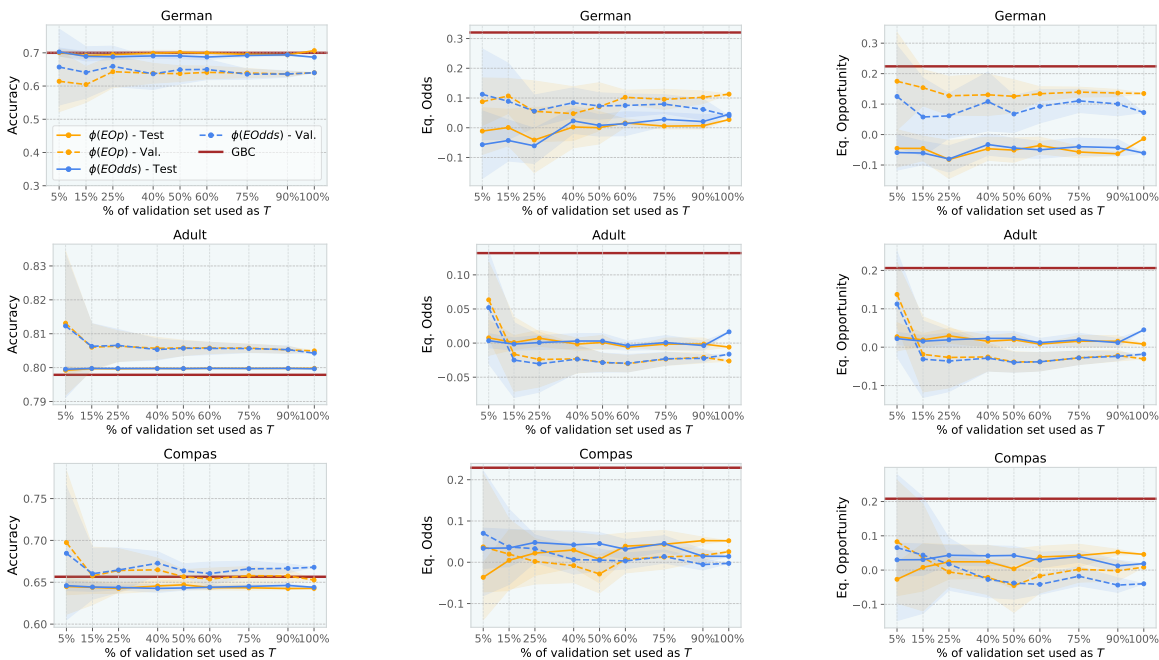 German
Accuracy
0.7
0.6
0.5
0.4
0.3
ϕ(EOp) - Test
ϕ(EOp) - Val.
ϕ(EOdds) - Test
ϕ(EOdds) - Val.
GBC
5% 15% 25% 40% 50% 60% 75% 90% 100%
% of validation set used as T
German
Eq. Odds
0.3
0.2
0.1
0.0
−0.1
5% 15% 25% 40% 50% 60% 75% 90% 100%
% of validation set used as T
German
Eq. Opportunity
0.3
0.2
0.1
0.0
−0.1
5% 15% 25% 40% 50% 60% 75% 90% 100%
% of validation set used as T
Adult
Accuracy
0.83
0.82
0.81
0.80
0.79
5% 15% 25% 40% 50% 60% 75% 90% 100%
% of validation set used as T
Adult
Eq. Odds
0.10
0.05
0.00
−0.05
5% 15% 25% 40% 50% 60% 75% 90% 100%
% of validation set used as T
Adult
Eq. Opportunity
0.2
0.1
0.0
−0.1
5% 15% 25% 40% 50% 60% 75% 90% 100%
% of validation set used as T
Compas
Accuracy
0.75
0.70
0.65
0.60
5% 15% 25% 40% 50% 60% 75% 90% 100%
% of validation set used as T
Compas
Eq. Odds
0.2
0.1
0.0
−0.1
5% 15% 25% 40% 50% 60% 75% 90% 100%
% of validation set used as T
Compas
Eq. Opportunity
0.2
0.1
0.0
−0.1
5% 15% 25% 40% 50% 60% 75% 90% 100%
% of validation set used as T